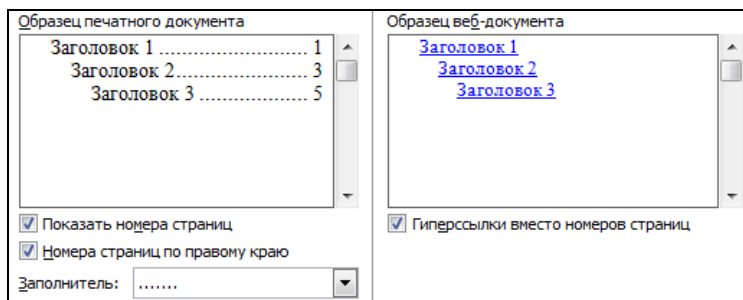 Образец печатного документа
Заголовок 1 ........................ 1
Заголовок 2..................... 3
Заголовок 3 ................. 5
Показать номера страниц
Номера страниц по правому краю
Заполнитель: .......
Образец веб-документа
Заголовок 1
Заголовок 2
Заголовок 3
Гиперссылки вместо номеров страниц